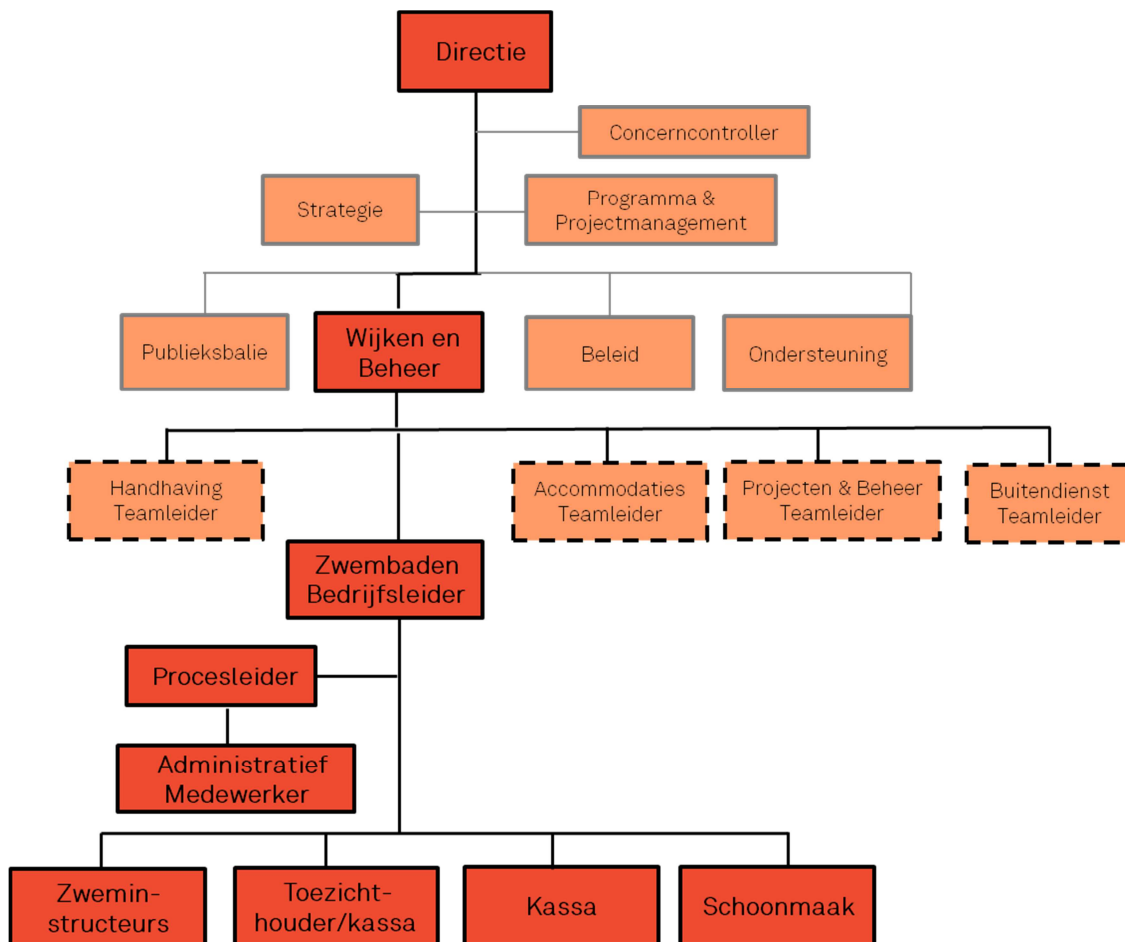 Directie
Concerncontroller
Strategie
Programma &
Projectmanagement
Publieksbalie
Wijken en
Beheer
Beleid
Ondersteuning
Handhaving
Teamleider
Accommodaties
Teamleider
Projecten & Beheer
Teamleider
Buitendienst
Teamleider
Zwembaden
Bedrijfsleider
Procesleider
Administratief
Medewerker
Zwemin-
structeurs
Toezicht-
houder/kassa
Kassa
Schoonmaak